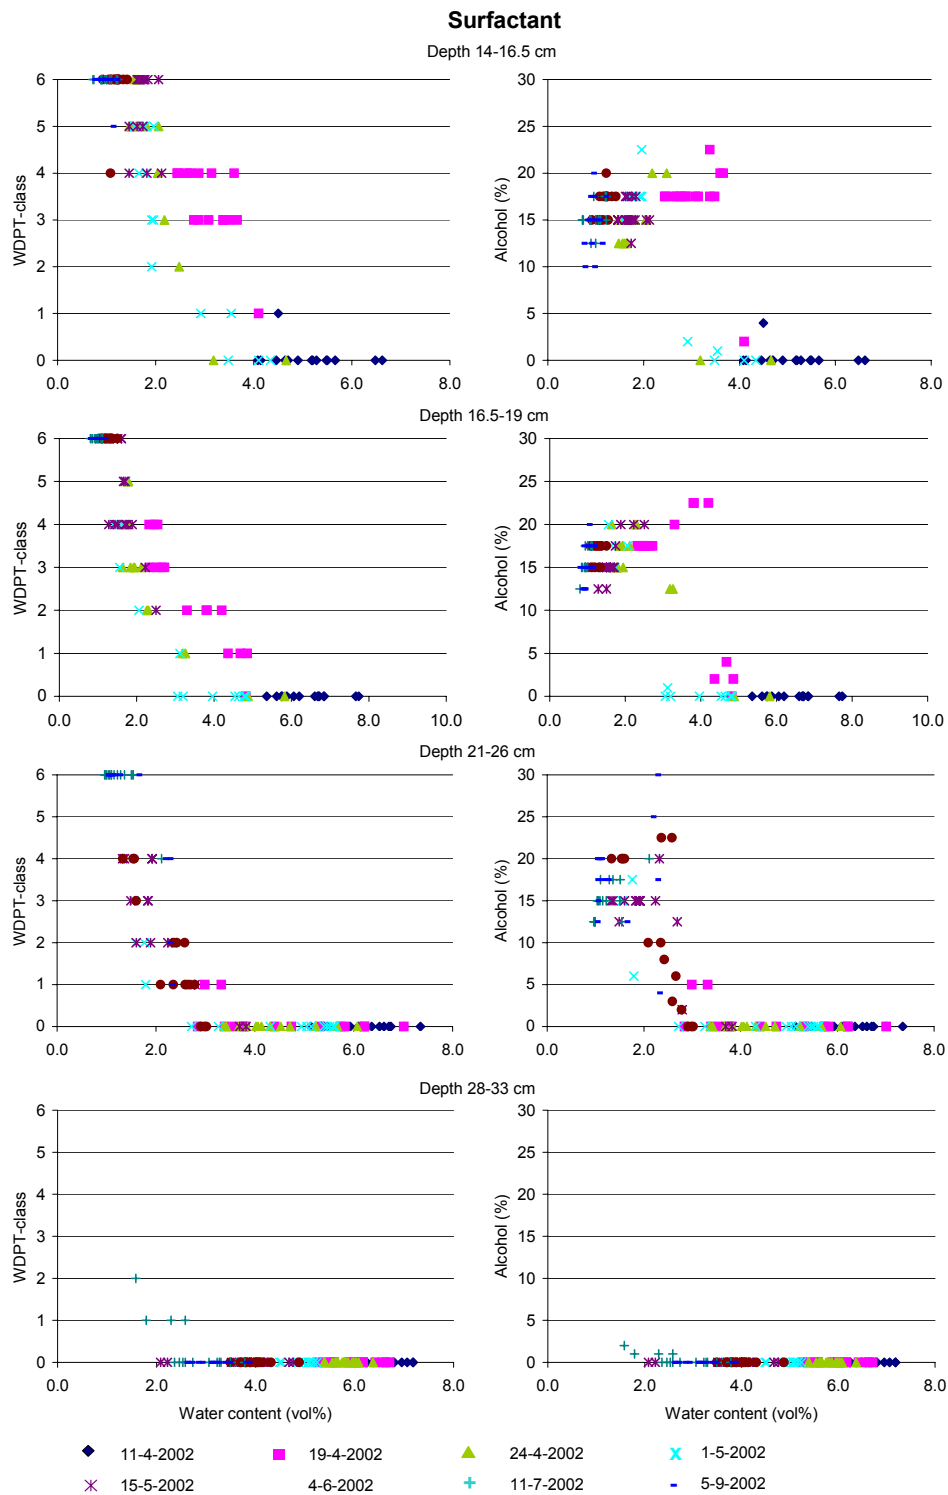 Surfactant
Depth 14-16.5 cm
WDPT-class
6
5
4
3
2
1
0
0.0 2.0 4.0 6.0 8.0
Alcohol (%)
30
25
20
15
10
5
0
0.0 2.0 4.0 6.0 8.0
Depth 16.5-19 cm
WDPT-class
6
5
4
3
2
1
0
0.0 2.0 4.0 6.0 8.0 10.0
Alcohol (%)
30
25
20
15
10
5
0
0.0 2.0 4.0 6.0 8.0 10.0
Depth 21-26 cm
WDPT-class
6
5
4
3
2
1
0
0.0 2.0 4.0 6.0 8.0
Alcohol (%)
30
25
20
15
10
5
0
0.0 2.0 4.0 6.0 8.0
Depth 28-33 cm
WDPT-class
6
5
4
3
2
1
0
0.0 2.0 4.0 6.0 8.0
Water content (vol%)
Alcohol (%)
30
25
20
15
10
5
0
0.0 2.0 4.0 6.0 8.0
Water content (vol%)
11-4-2002 19-4-2002 24-4-2002 1-5-2002
15-5-2002 4-6-2002 11-7-2002 5-9-2002